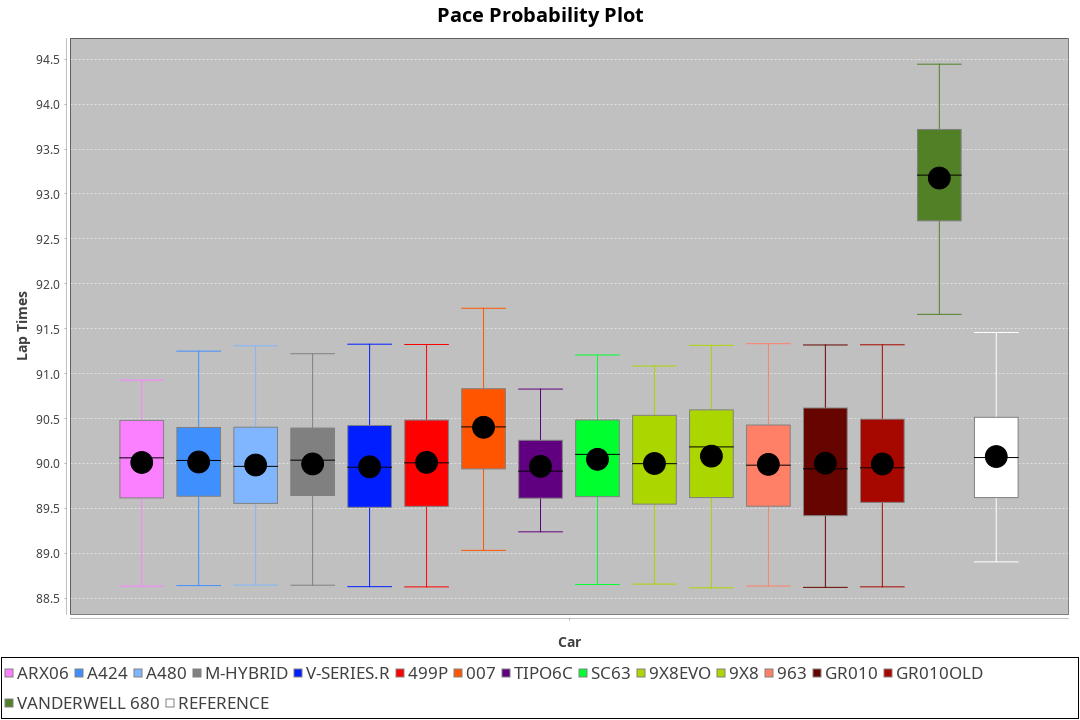 Pace Probability Plot
94.5
94.0
93.5
93.0
92.5
92.0
91.5
91.0
90.5
90.0
89.5
89.0
88.5
Lap Times
Car
ARX06 A424 A480 M-HYBRID V-SERIES.R 499P 007 TIPO6C SC63 9X8EVO 9X8 963 GR010 GR010OLD
VANDERWELL 680 REFERENCE